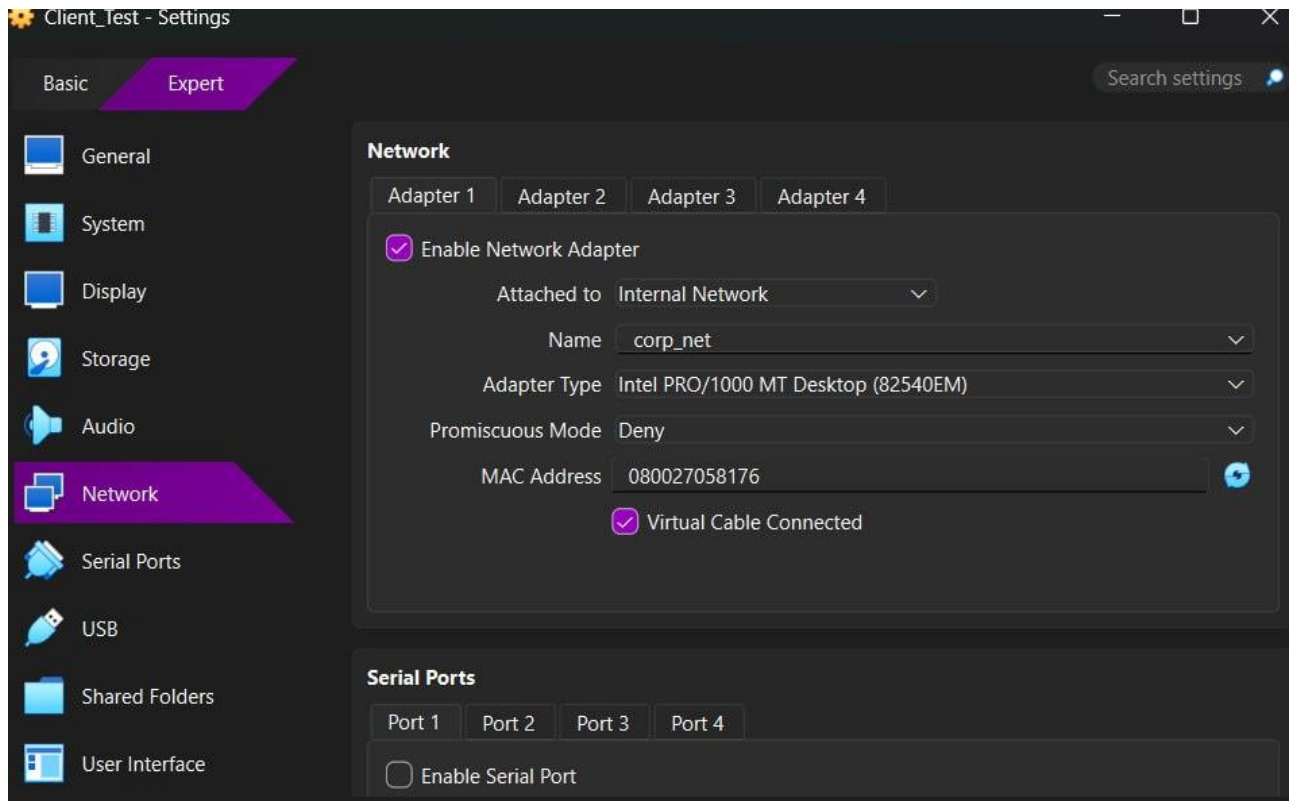 Client_Test - Settings
Basic Expert Search settings
General
System
Display
Storage
Audio
Network
Serial Ports
USB
Shared Folders
User Interface
Network
Adapter 1 Adapter 2 Adapter 3 Adapter 4
Enable Network Adapter
Attached to Internal Network
Name corp_net
Adapter Type Intel PRO/1000 MT Desktop (82540EM)
Promiscuous Mode Deny
MAC Address 080027058176
Virtual Cable Connected
Serial Ports
Port 1 Port 2 Port 3 Port 4
Enable Serial Port